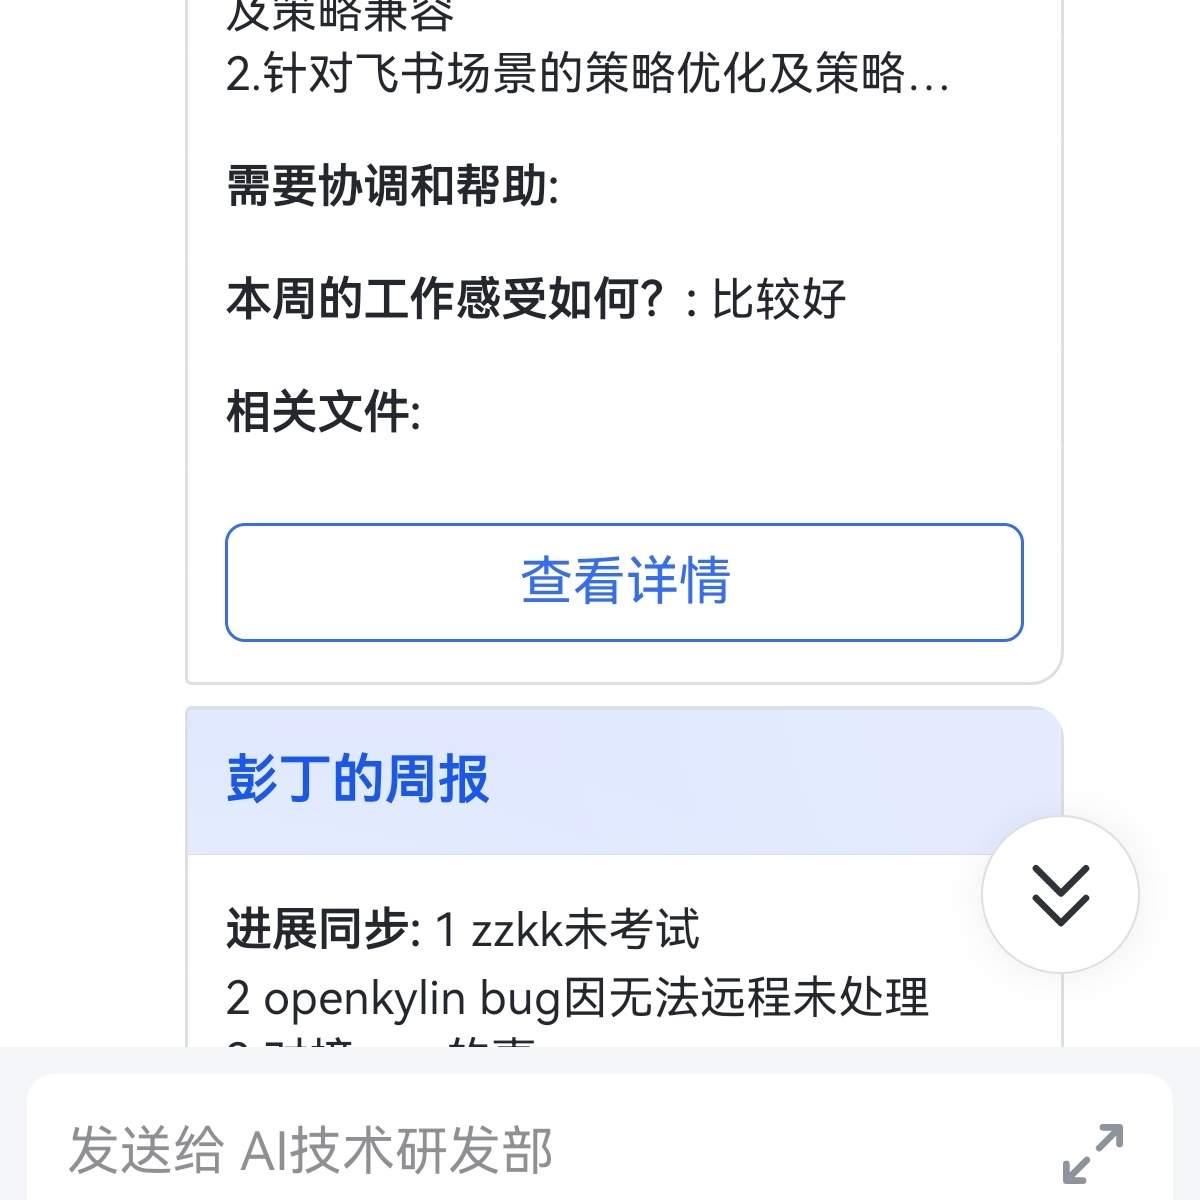 及策略兼容
2.针对飞书场景的策略优化及策略...
需要协调和帮助:
本周的工作感受如何？: 比较好
相关文件:
查看详情
彭丁的周报
进展同步: 1 zzkk未考试
2 openkylin bug因无法远程未处理
发送给 AI技术研发部